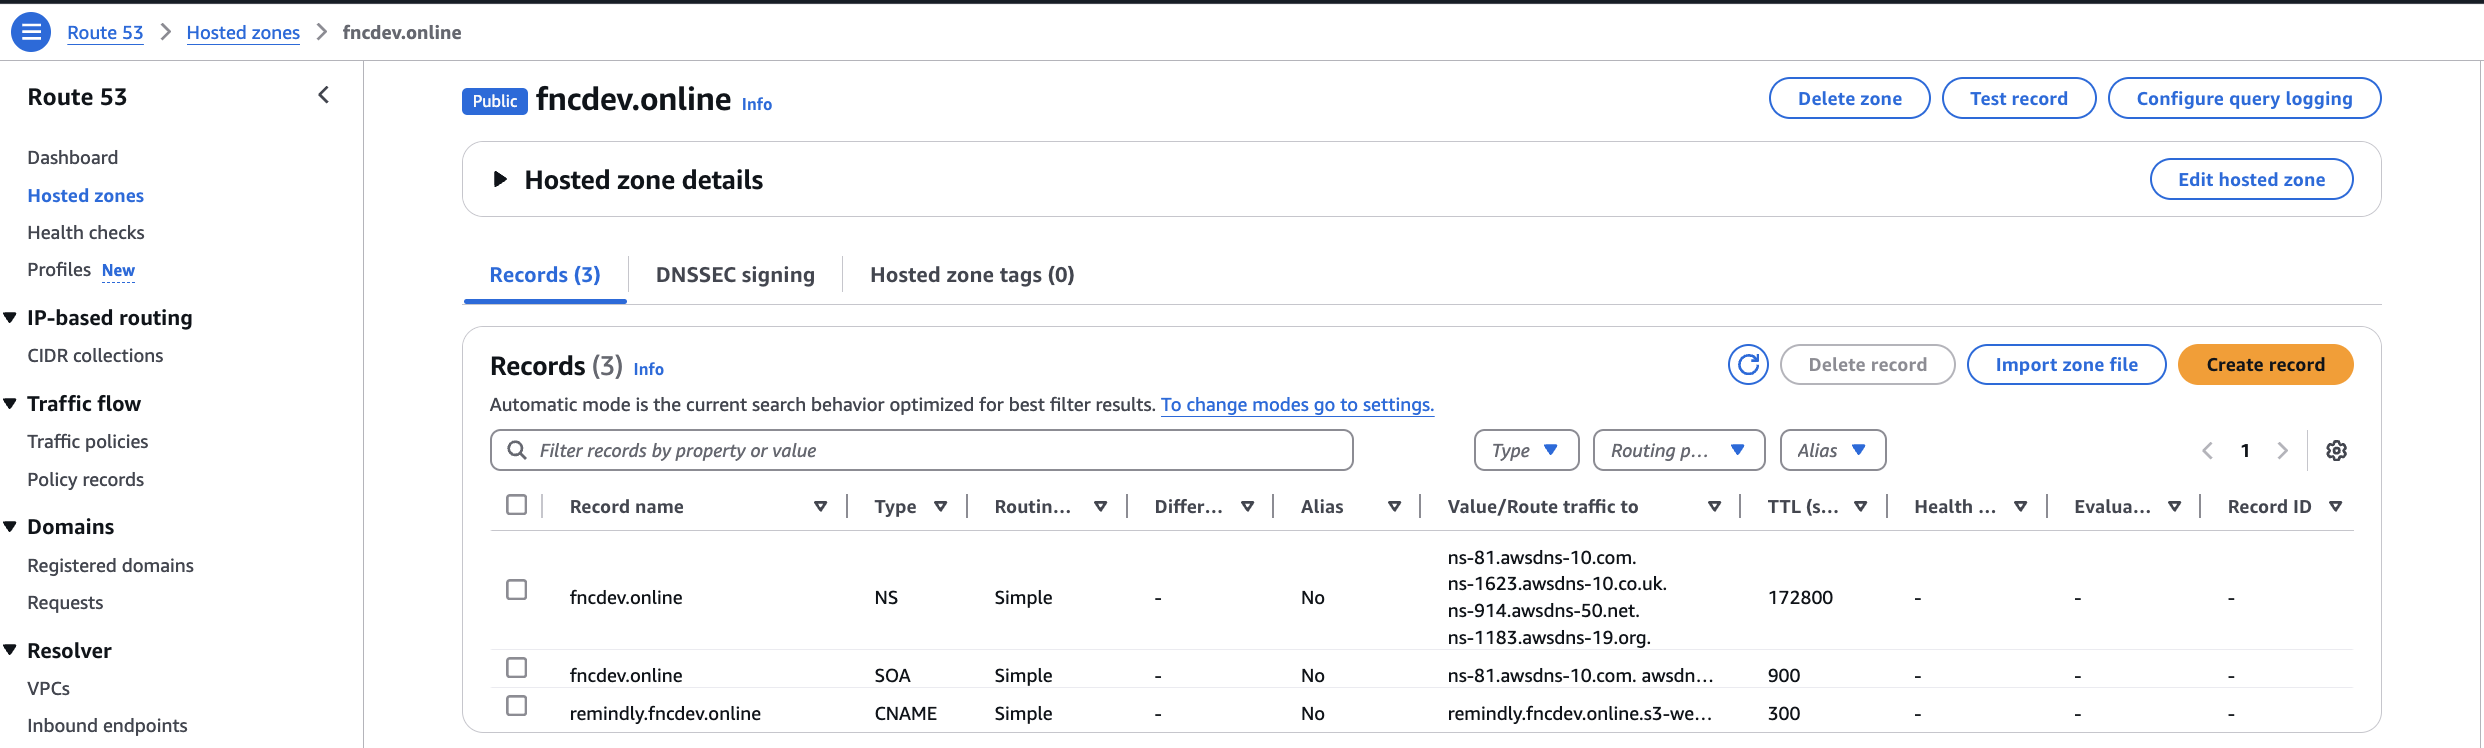 Route 53 > Hosted zones > fncdev.online
Route 53
Dashboard
Hosted zones
Health checks
Profiles New
IP-based routing
CIDR collections
Traffic flow
Traffic policies
Policy records
Domains
Registered domains
Requests
Resolver
VPCs
Inbound endpoints
Public fncdev.online Info
Delete zone Test record Configure query logging
Hosted zone details Edit hosted zone
Records (3) DNSSEC signing Hosted zone tags (0)
Records (3) Info
Delete record Import zone file Create record
Automatic mode is the current search behavior optimized for best filter results. To change modes go to settings.
Filter records by property or value Type Routing p... Alias 1
Record name Type Routin... Differ... Alias Value/Route traffic to TTL (s... Health ... Evalua... Record ID
ns-81.awsdns-10.com.
ns-1623.awsdns-10.co.uk.
fncdev.online NS Simple - No 172800 - - -
ns-914.awsdns-50.net.
ns-1183.awsdns-19.org.
fncdev.online SOA Simple - No ns-81.awsdns-10.com. awsdn... 900 - - -
remindly.fncdev.online CNAME Simple - No remindly.fncdev.online.s3-we... 300 - - -